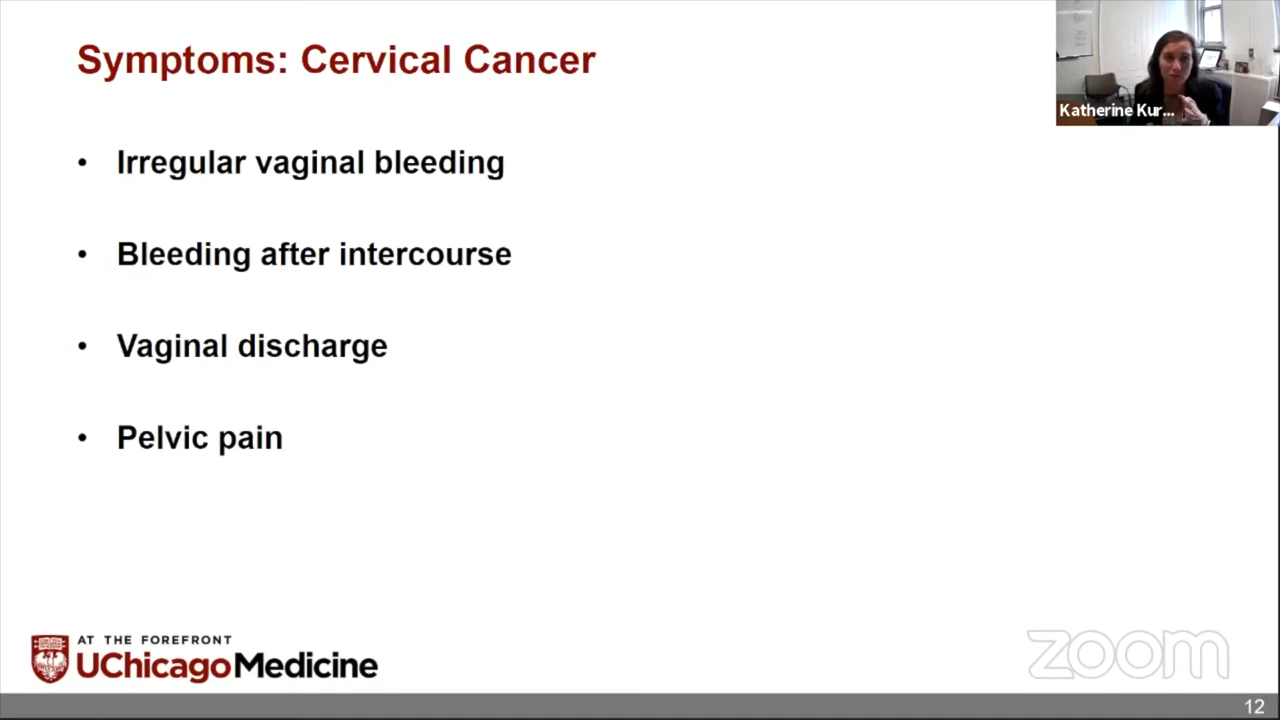 Symptoms: Cervical Cancer
Katherine Kur...
• Irregular vaginal bleeding
• Bleeding after intercourse
• Vaginal discharge
• Pelvic pain
AT THE FOREFRONT
UChicagoMedicine
zoom
12